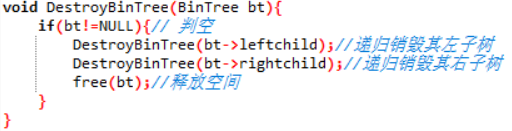 void DestroyBinTree(BinTree bt){
    if(bt!=NULL){// 判空
        DestroyBinTree(bt->leftchild);//递归销毁其左子树
        DestroyBinTree(bt->rightchild);//递归销毁其右子树
        free(bt);//释放空间
    }
}